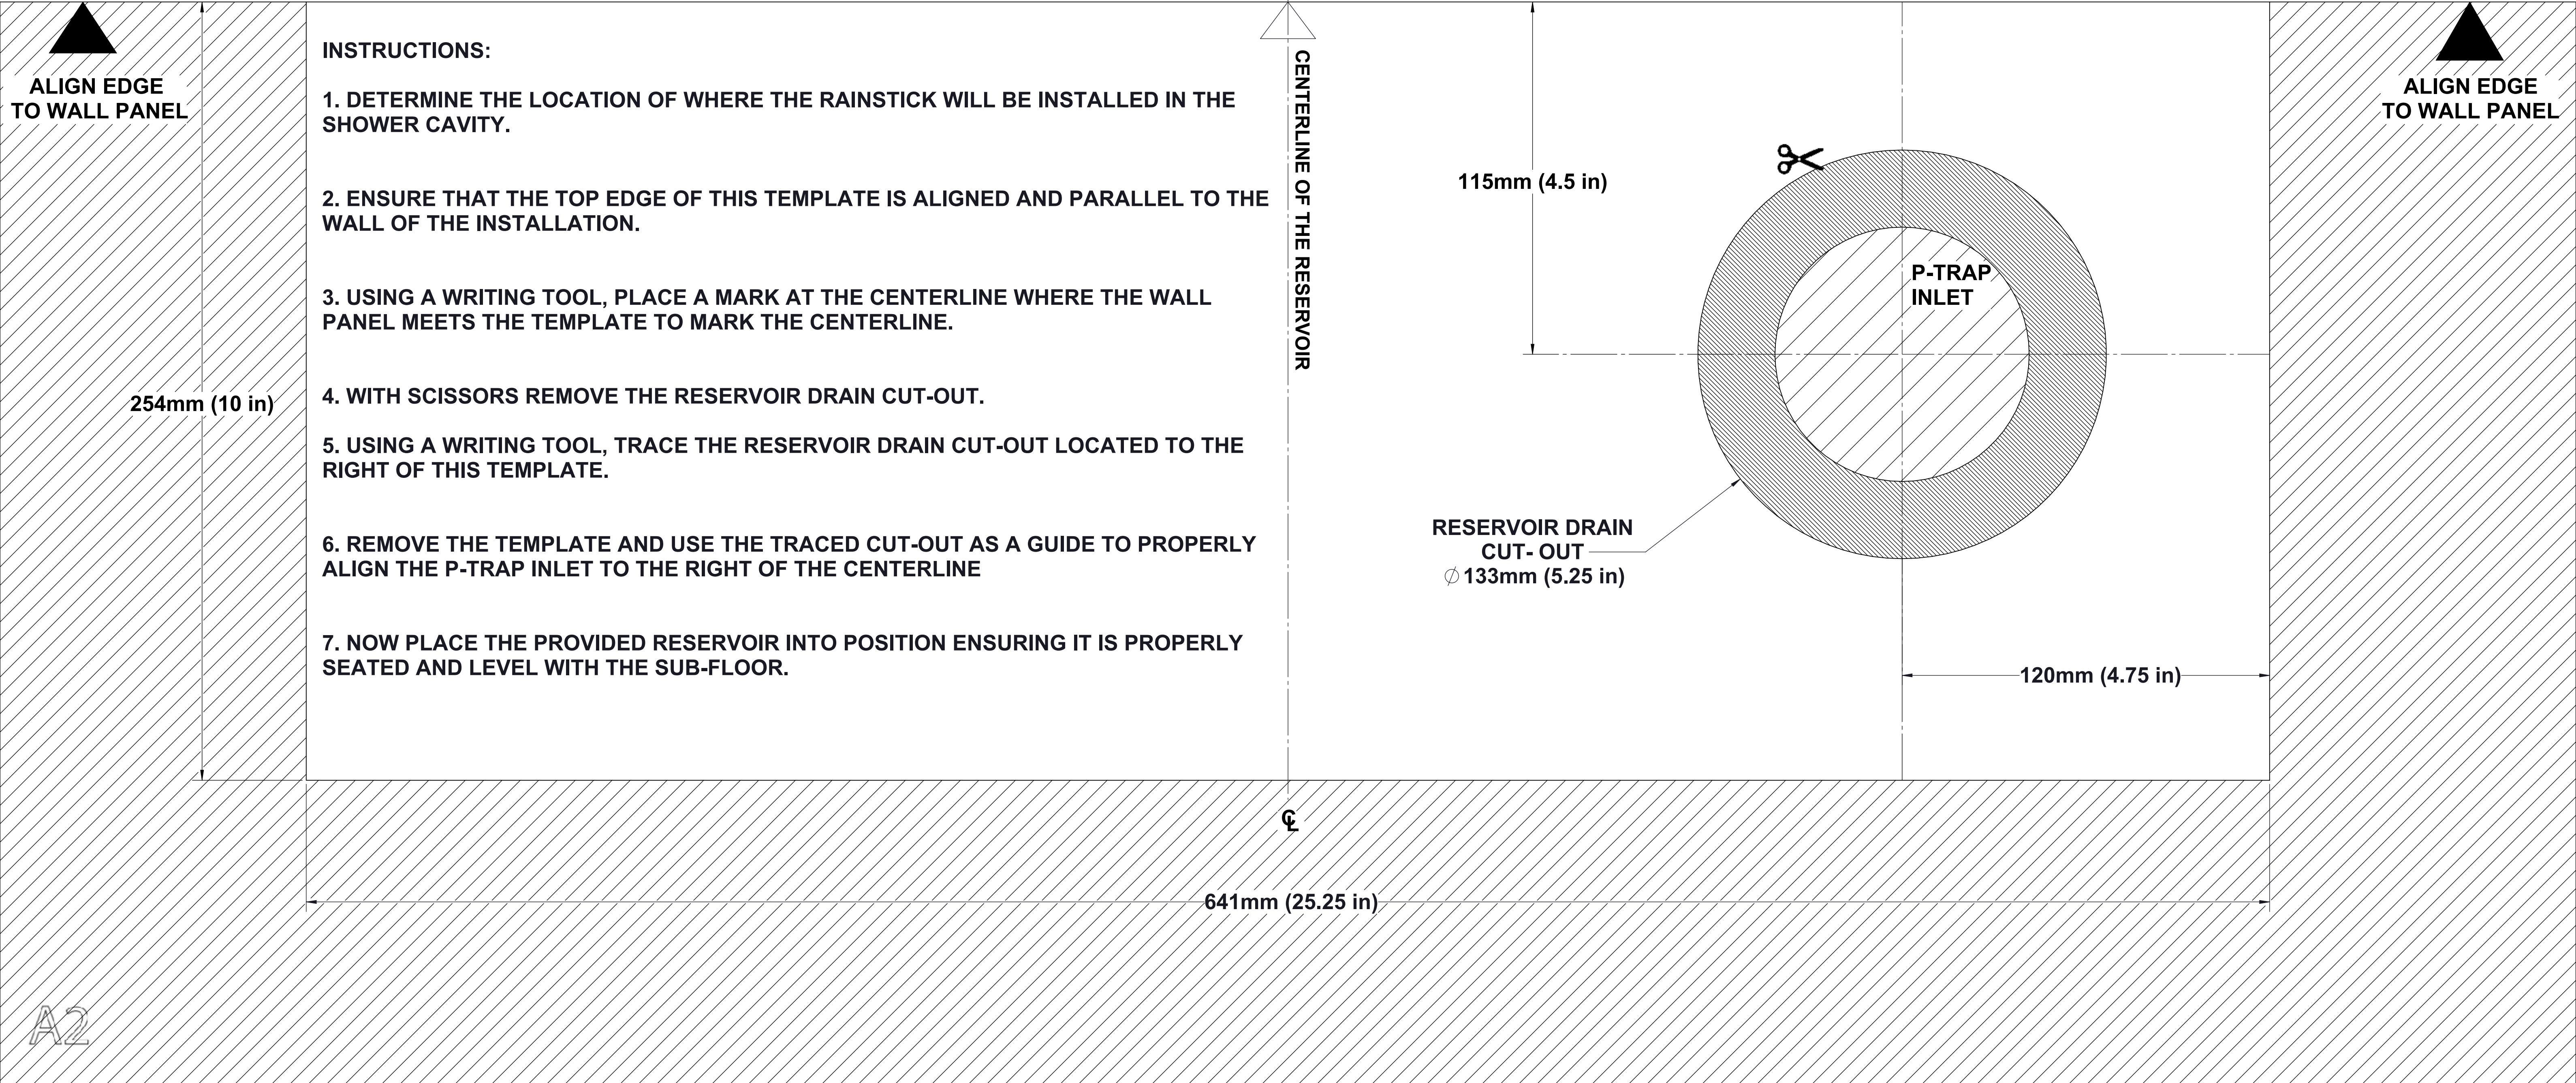 ALIGN EDGE
TO WALL PANEL
254mm (10 in)
INSTRUCTIONS:
1. DETERMINE THE LOCATION OF WHERE THE RAINSTICK WILL BE INSTALLED IN THE
SHOWER CAVITY.
2. ENSURE THAT THE TOP EDGE OF THIS TEMPLATE IS ALIGNED AND PARALLEL TO THE
WALL OF THE INSTALLATION.
3. USING A WRITING TOOL, PLACE A MARK AT THE CENTERLINE WHERE THE WALL
PANEL MEETS THE TEMPLATE TO MARK THE CENTERLINE.
4. WITH SCISSORS REMOVE THE RESERVOIR DRAIN CUT-OUT.
5. USING A WRITING TOOL, TRACE THE RESERVOIR DRAIN CUT-OUT LOCATED TO THE
RIGHT OF THIS TEMPLATE.
6. REMOVE THE TEMPLATE AND USE THE TRACED CUT-OUT AS A GUIDE TO PROPERLY
ALIGN THE P-TRAP INLET TO THE RIGHT OF THE CENTERLINE
7. NOW PLACE THE PROVIDED RESERVOIR INTO POSITION ENSURING IT IS PROPERLY
SEATED AND LEVEL WITH THE SUB-FLOOR.
CENTERLINE OF THE RESERVOIR
℄
115mm (4.5 in)
P-TRAP
INLET
RESERVOIR DRAIN
CUT- OUT
∅133mm (5.25 in)
120mm (4.75 in)
ALIGN EDGE
TO WALL PANEL
641mm (25.25 in)
A2